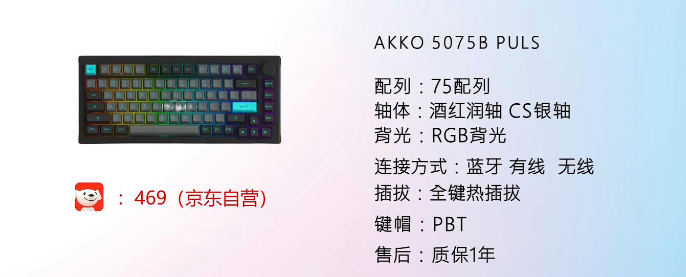 AKKO 5075B PULS
配列：75配列
轴体：酒红润轴 CS银轴
背光：RGB背光
连接方式：蓝牙 有线 无线
插拔：全键热插拔
键帽：PBT
售后：质保1年
：469（京东自营）